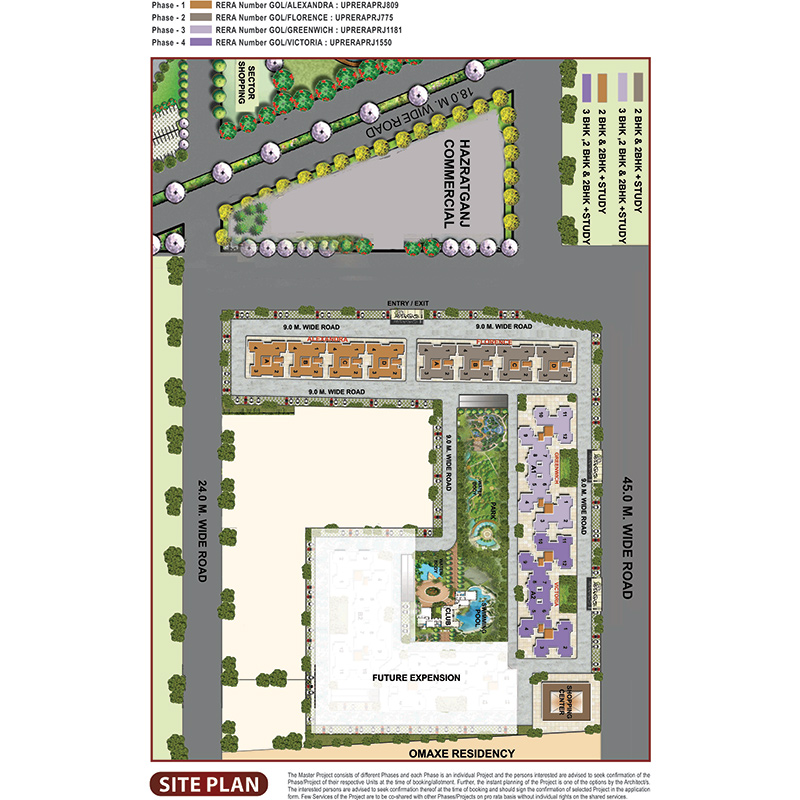 Phase - 1 RERA Number GOL/ALEXANDRA : UPRERAPRJ809
Phase - 2 RERA Number GOL/FLORENCE : UPRERAPRJ775
Phase - 3 RERA Number GOL/GREENWICH : UPRERAPRJ1181
Phase - 4 RERA Number GOL/VICTORIA : UPRERAPRJ1550
SECTOR
SHOPPING
18.0 M. WIDE ROAD
HAZRATGANJ
COMMERCIAL
2 BHK & 2BHK +STUDY
3 BHK ,2 BHK & 2BHK +STUDY
2 BHK & 2BHK +STUDY
3 BHK ,2 BHK & 2BHK +STUDY
ENTRY / EXIT
9.0 M. WIDE ROAD
9.0 M. WIDE ROAD
ALEXANDRA
FLORENCE
9.0 M. WIDE ROAD
9.0 M. WIDE ROAD
WATER
BODY
PARK
GREENWICH
A1
9.0 M. WIDE ROAD
24.0 M. WIDE ROAD
45.0 M. WIDE ROAD
VICTORIA
A2
CLUB
SWIMMING
POOL
FUTURE EXPENSION
SHOPPING
CENTER
OMAXE RESIDENCY
SITE PLAN
The Master Project consists of different Phases and each Phase is an individual Project and the persons interested are advised to seek confirmation of the
Phase/Project of their respective Units at the time of booking/allotment. Further, the instant planning of the Project is one of the options by the Architect/s.
The interested persons are advised to seek confirmation thereof at the time of booking and should sign the confirmation of selected Project in the application
form. Few Services of the Project are to be co-shared with other Phases/Projects on pro rata basis without individual rights on the shared services.